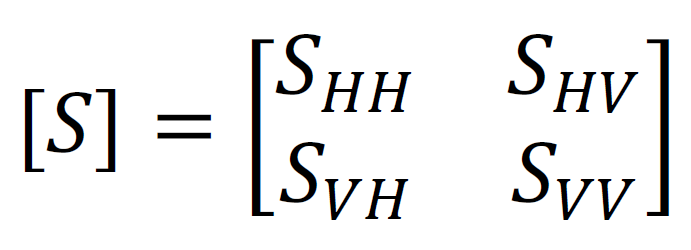 [S] = [S_HH S_HV
S_VH S_VV]